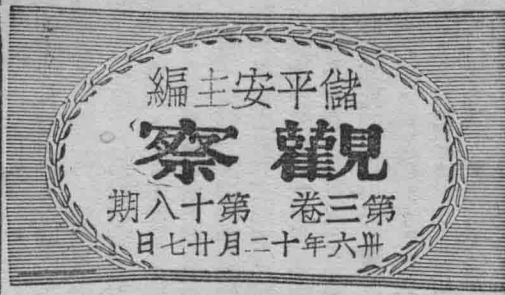 儲平安主編
觀察
第三卷 第十八期
卅六年十二月廿七日